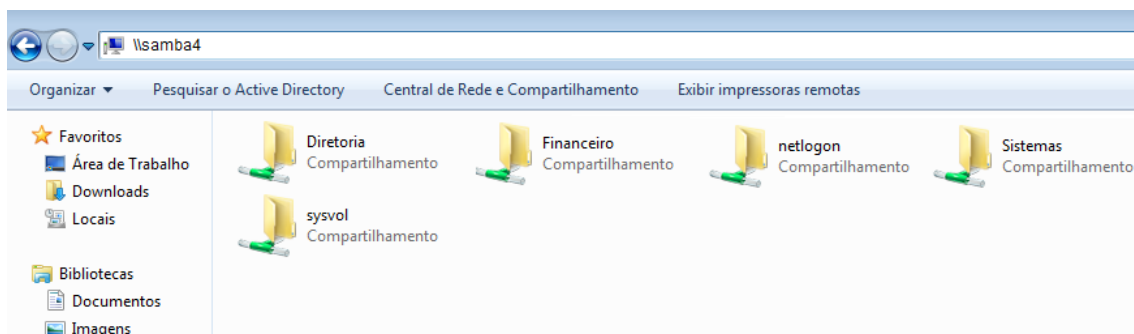 \\samba4
Organizar Pesquisar o Active Directory Central de Rede e Compartilhamento Exibir impressoras remotas
Favoritos
Área de Trabalho
Downloads
Locais
Bibliotecas
Documentos
Imagens
Diretoria
Compartilhamento
Financeiro
Compartilhamento
netlogon
Compartilhamento
Sistemas
Compartilhamento
sysvol
Compartilhamento